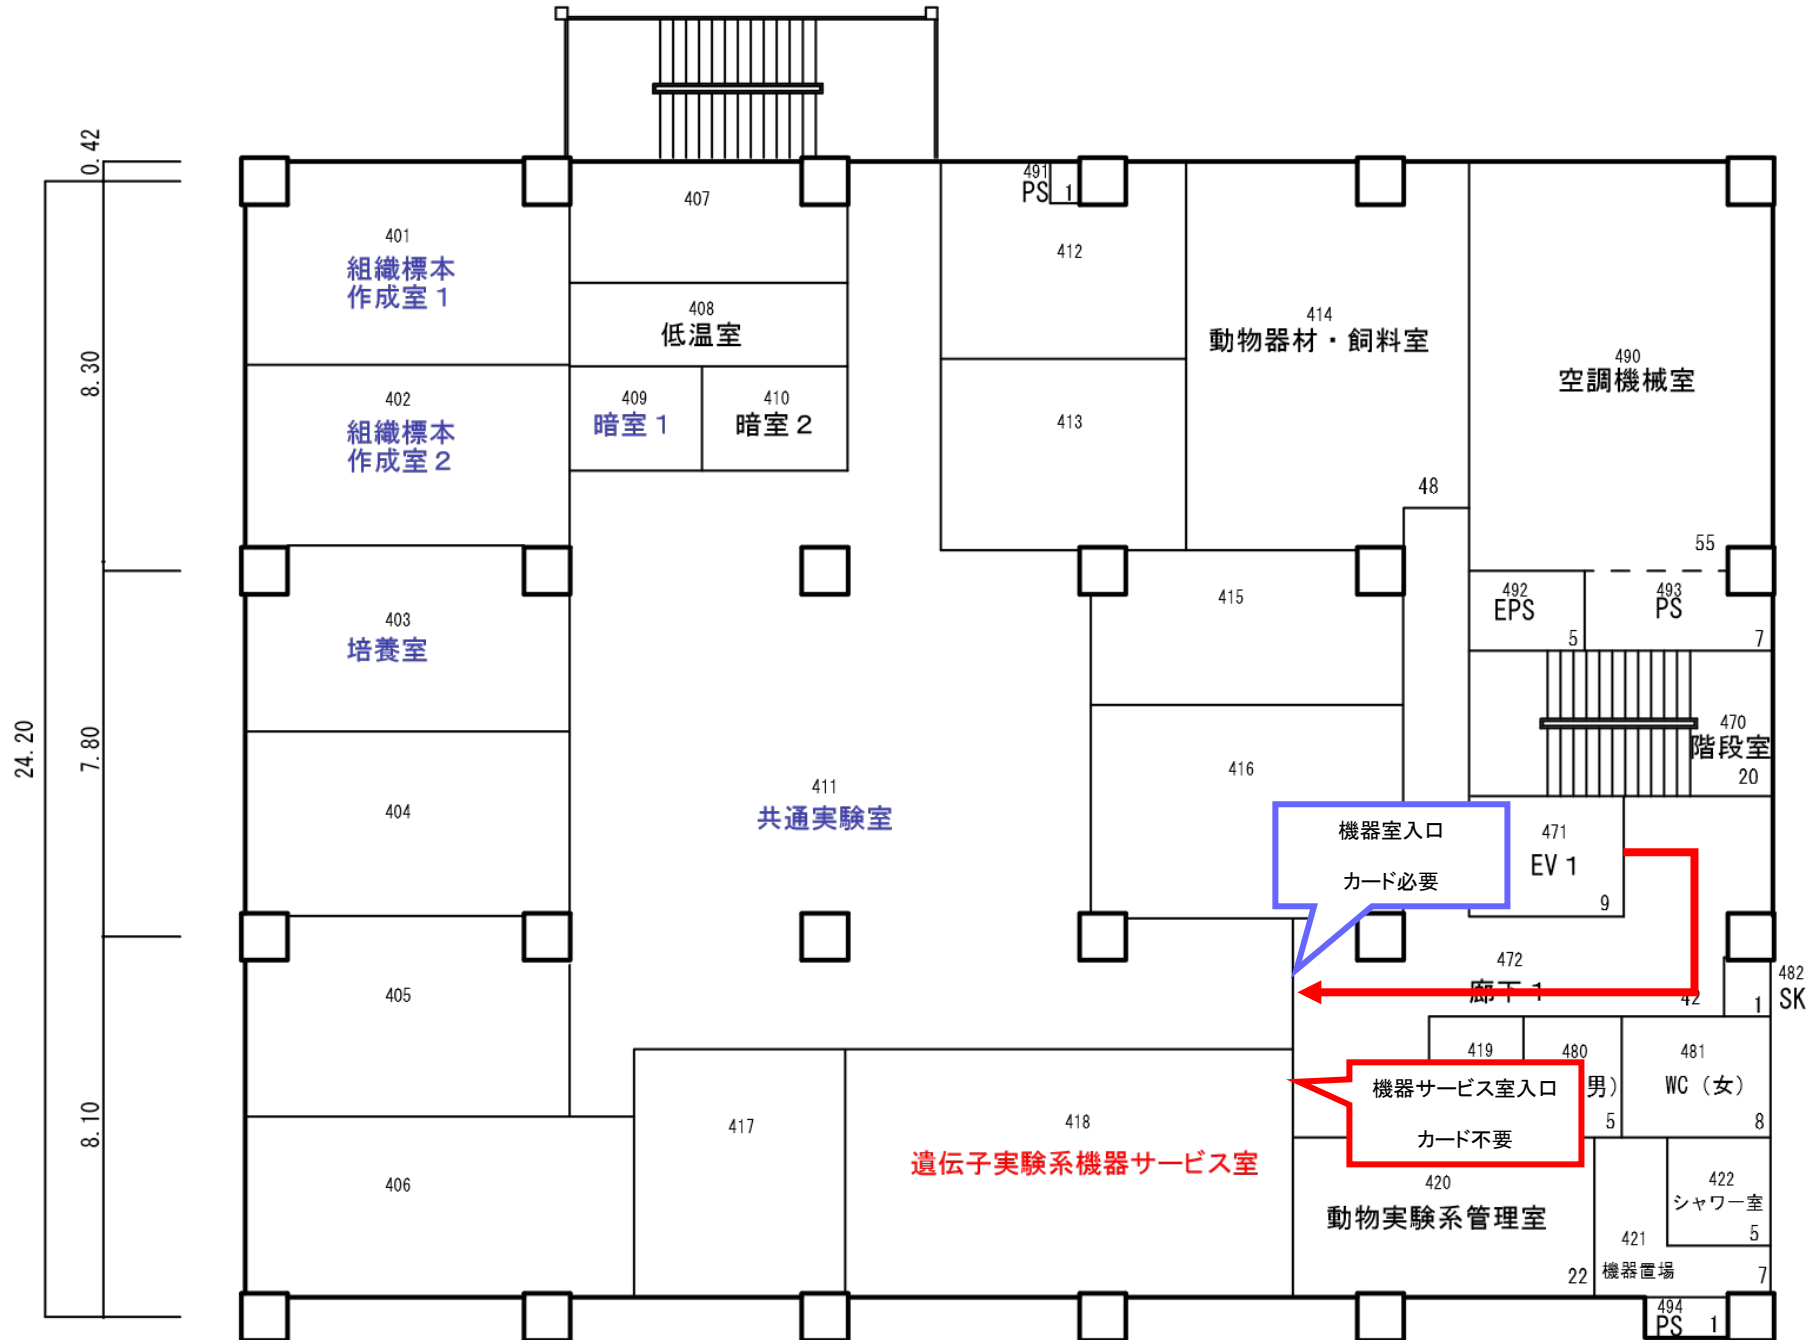 0.42
8.30
24.20
7.80
8.10
401
組織標本
作成室1
402
組織標本
作成室2
403
培養室
404
405
406
407
408
低温室
409
暗室1
410
暗室2
411
共通実験室
491
PS 1
412
413
414
動物器材・飼料室
48
490
空調機械室
55
415
416
492
EPS
5
493
PS
7
470
階段室
20
471
EV 1
9
機器室入口
カード必要
472
廊下 1
42
482
SK
1
417
418
遺伝子実験系機器サービス室
419
480
男）
5
481
WC（女）
8
機器サービス室入口
カード不要
420
動物実験系管理室
22
421
機器置場
7
422
シャワー室
5
494
PS 1